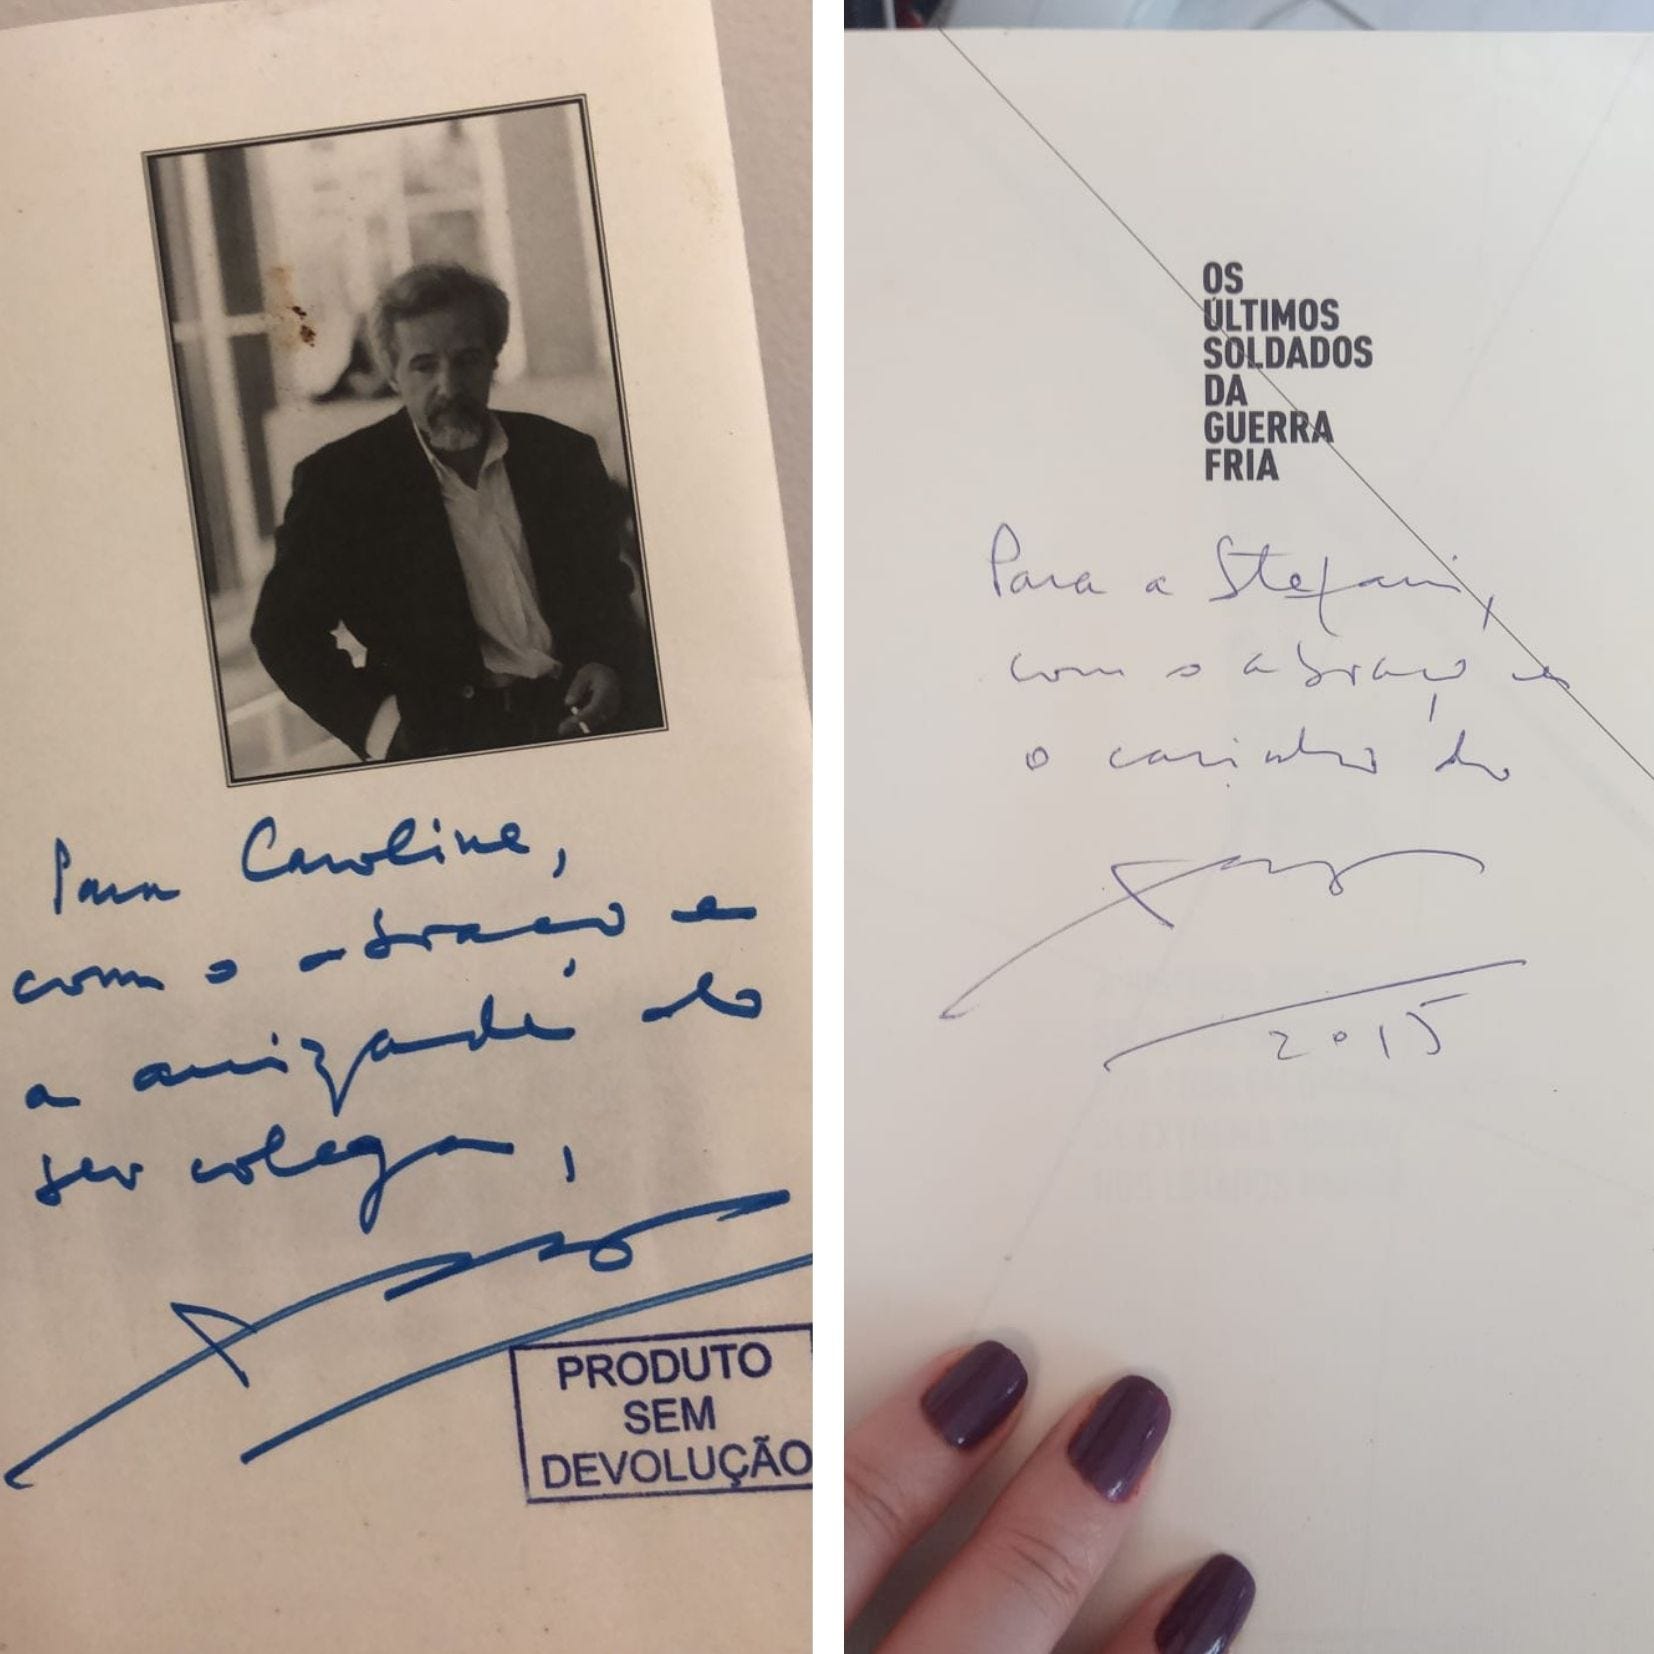 Para Caroline,
com o abraço e
a amizade do
seu colega,
PRODUTO
SEM
DEVOLUÇÃO
OS
ÚLTIMOS
SOLDADOS
DA
GUERRA
FRIA
Para a Stefani,
com o abraço e
o carinho do
2015